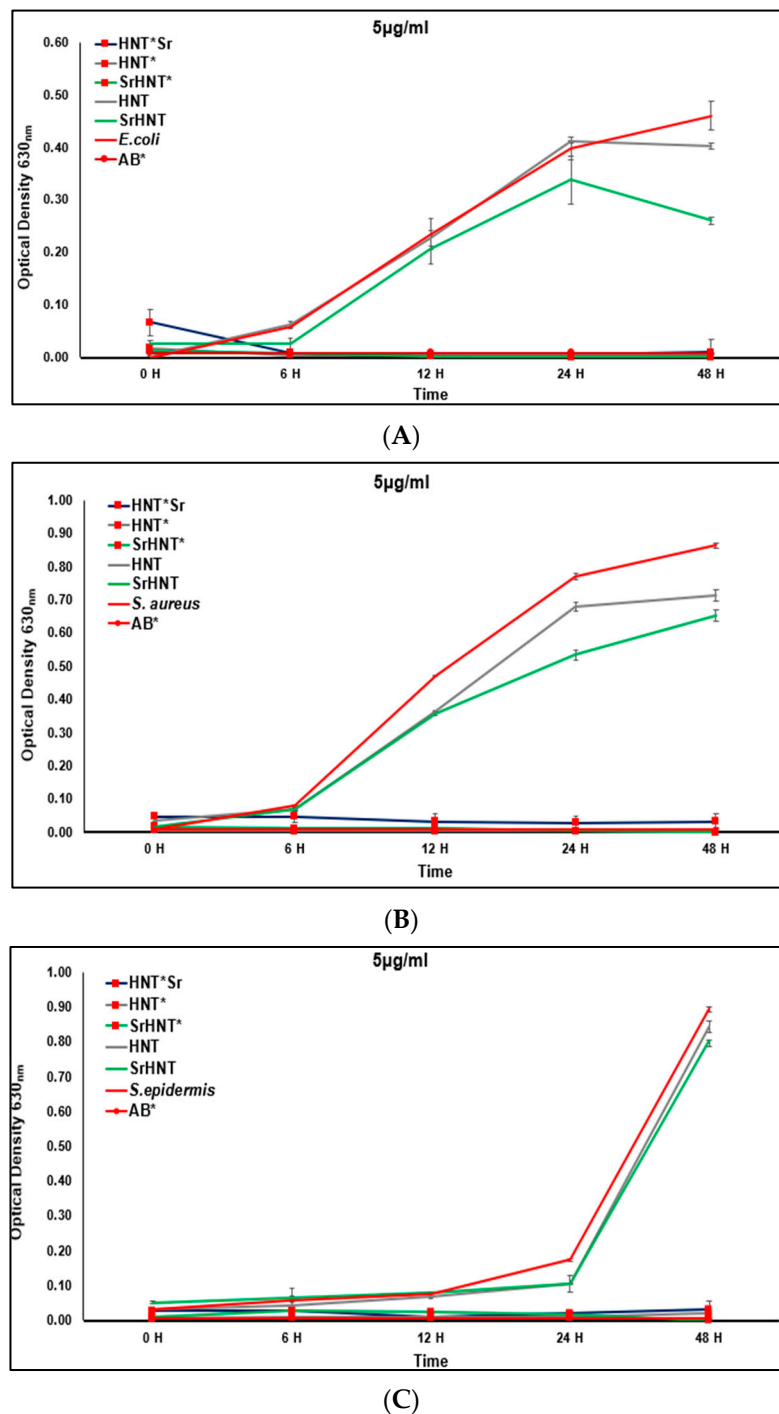 5µg/ml
0.60
0.50
0.40
0.30
0.20
0.10
0.00
Optical Density 630nm
HNT*Sr
HNT*
SrHNT*
HNT
SrHNT
E.coli
AB*
0 H 6 H 12 H 24 H 48 H
Time
(A)
5µg/ml
1.00
0.90
0.80
0.70
0.60
0.50
0.40
0.30
0.20
0.10
0.00
Optical Density 630nm
HNT*Sr
HNT*
SrHNT*
HNT
SrHNT
S. aureus
AB*
0 H 6 H 12 H 24 H 48 H
Time
(B)
5µg/ml
1.00
0.90
0.80
0.70
0.60
0.50
0.40
0.30
0.20
0.10
0.00
Optical Density 630nm
HNT*Sr
HNT*
SrHNT*
HNT
SrHNT
S.epidermis
AB*
0 H 6 H 12 H 24 H 48 H
Time
(C)